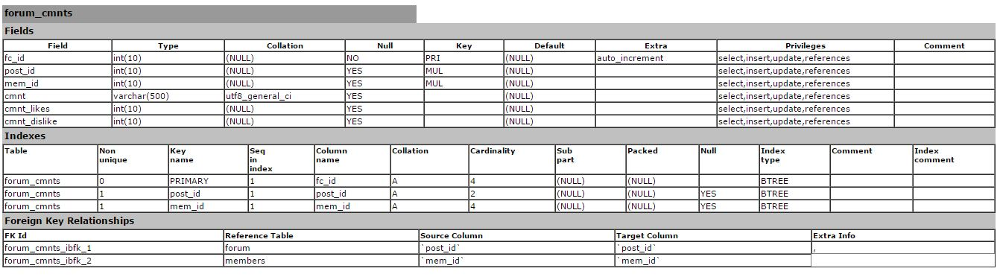 forum_cmnts
Fields
Field Type Collation Null Key Default Extra Privileges Comment
fc_id int(10) (NULL) NO PRI (NULL) auto_increment select,insert,update,references
post_id int(10) (NULL) YES MUL (NULL) select,insert,update,references
mem_id int(10) (NULL) YES MUL (NULL) select,insert,update,references
cmnt varchar(500) utf8_general_ci YES (NULL) select,insert,update,references
cmnt_likes int(10) (NULL) YES (NULL) select,insert,update,references
cmnt_dislike int(10) (NULL) YES (NULL) select,insert,update,references
Indexes
Table Non unique Key name Seq in index Column name Collation Cardinality Sub part Packed Null Index type Comment Index comment
forum_cmnts 0 PRIMARY 1 fc_id A 4 (NULL) (NULL) BTREE
forum_cmnts 1 post_id 1 post_id A 2 (NULL) (NULL) YES BTREE
forum_cmnts 1 mem_id 1 mem_id A 4 (NULL) (NULL) YES BTREE
Foreign Key Relationships
FK Id Reference Table Source Column Target Column Extra Info
forum_cmnts_ibfk_1 forum `post_id` `post_id` ,
forum_cmnts_ibfk_2 members `mem_id` `mem_id`